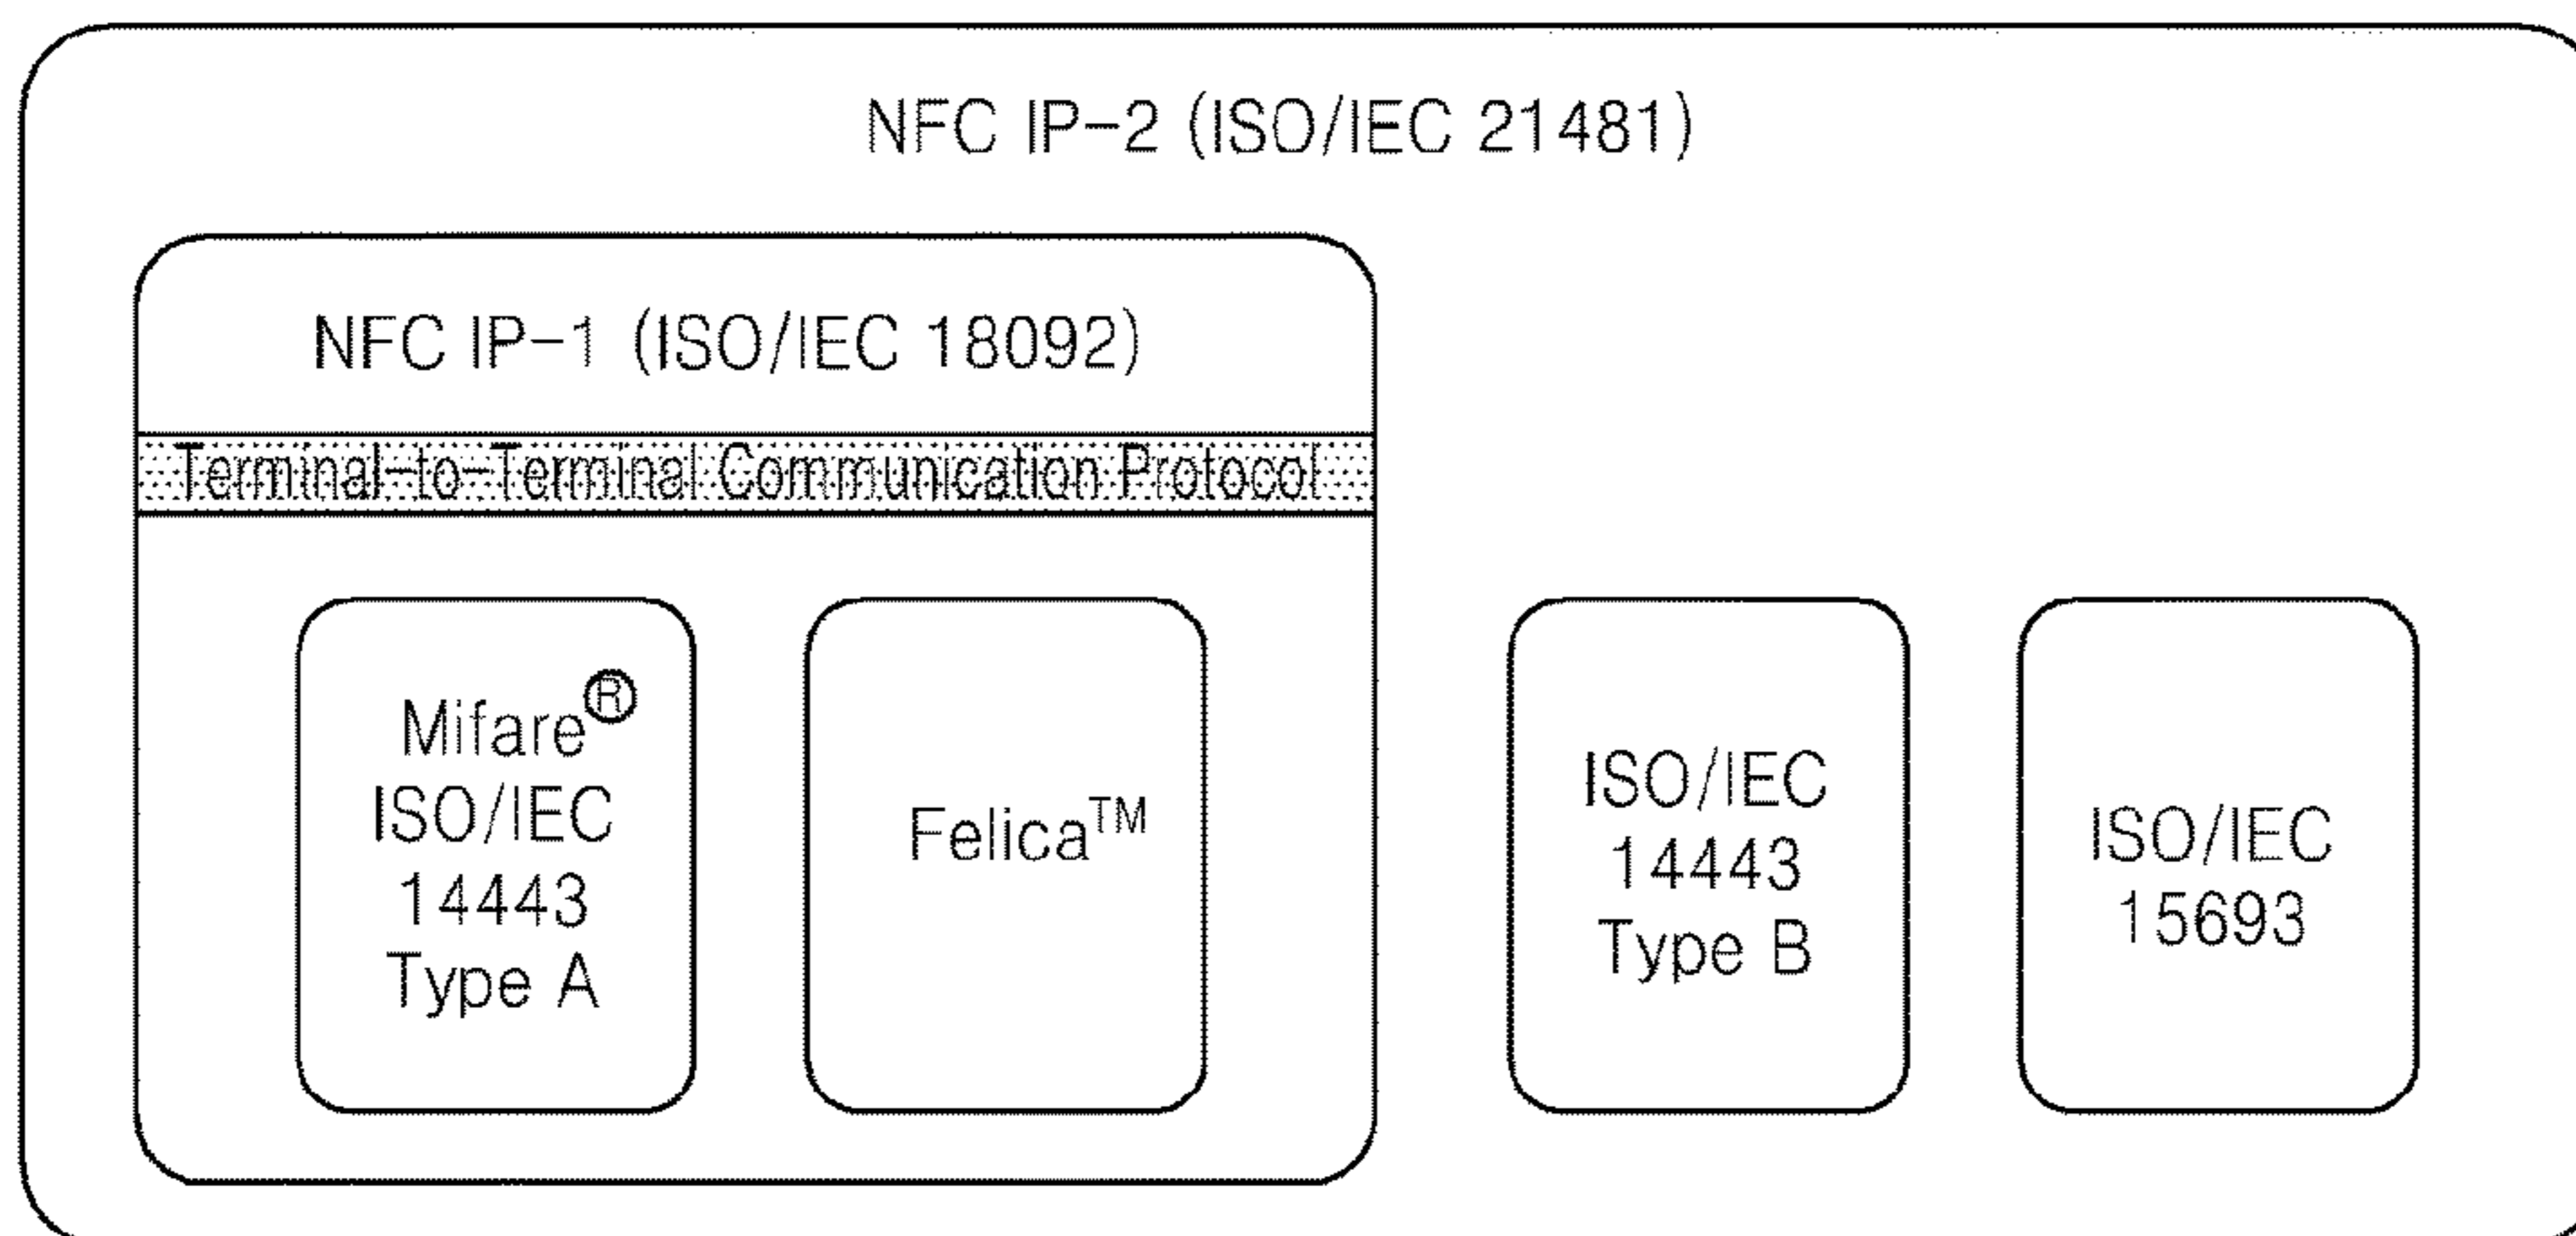 NFC IP-2 (ISO/IEC 21481)
NFC IP-1 (ISO/IEC 18092)
Terminal-to-Terminal Communication Protocol
Mifare®
ISO/IEC
14443
Type A
Felica™
ISO/IEC
14443
Type B
ISO/IEC
15693